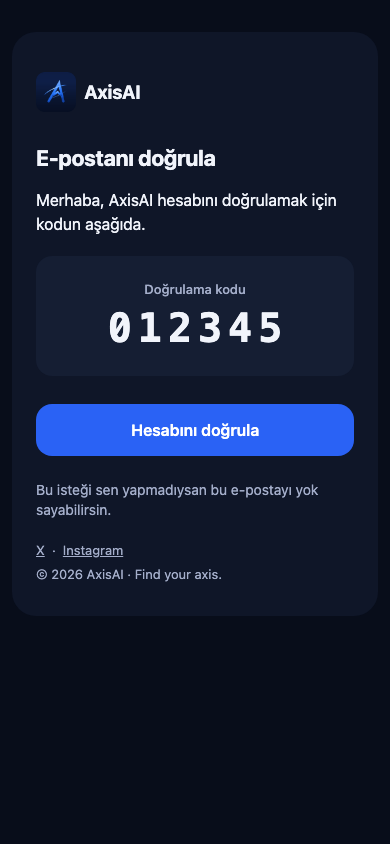 AxisAI
E-postanı doğrula
Merhaba, AxisAI hesabını doğrulamak için
kodun aşağıda.
Doğrulama kodu
012345
Hesabını doğrula
Bu isteği sen yapmadıysan bu e-postayı yok
sayabilirsin.
X · Instagram
© 2026 AxisAI · Find your axis.